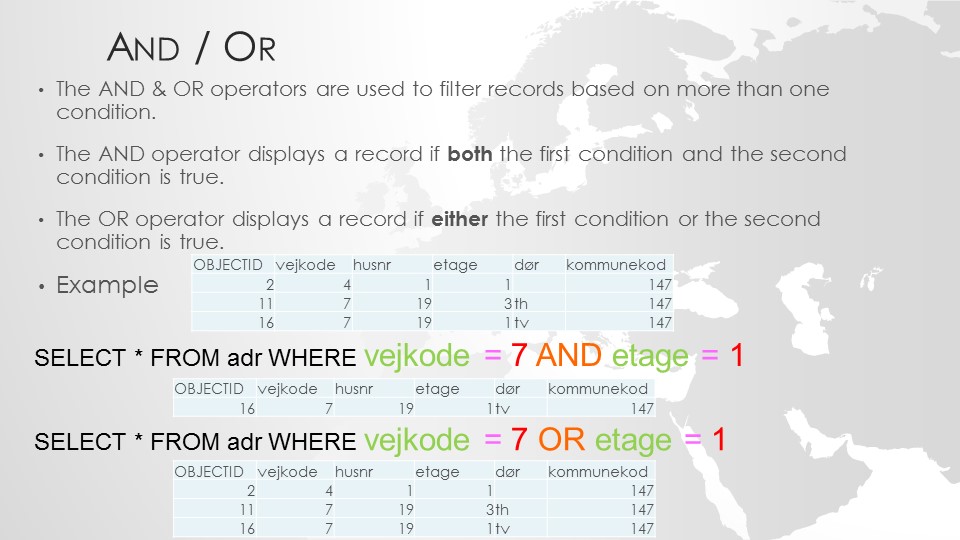 AND / OR
• The AND & OR operators are used to filter records based on more than one
condition.
• The AND operator displays a record if both the first condition and the second
condition is true.
• The OR operator displays a record if either the first condition or the second
condition is true.
• Example
OBJECTID vejkode husnr etage dør kommunekod
2 4 1 1 147
11 7 19 3 th 147
16 7 19 1 tv 147
SELECT * FROM adr WHERE vejkode = 7 AND etage = 1
OBJECTID vejkode husnr etage dør kommunekod
16 7 19 1 tv 147
SELECT * FROM adr WHERE vejkode = 7 OR etage = 1
OBJECTID vejkode husnr etage dør kommunekod
2 4 1 1 147
11 7 19 3 th 147
16 7 19 1 tv 147